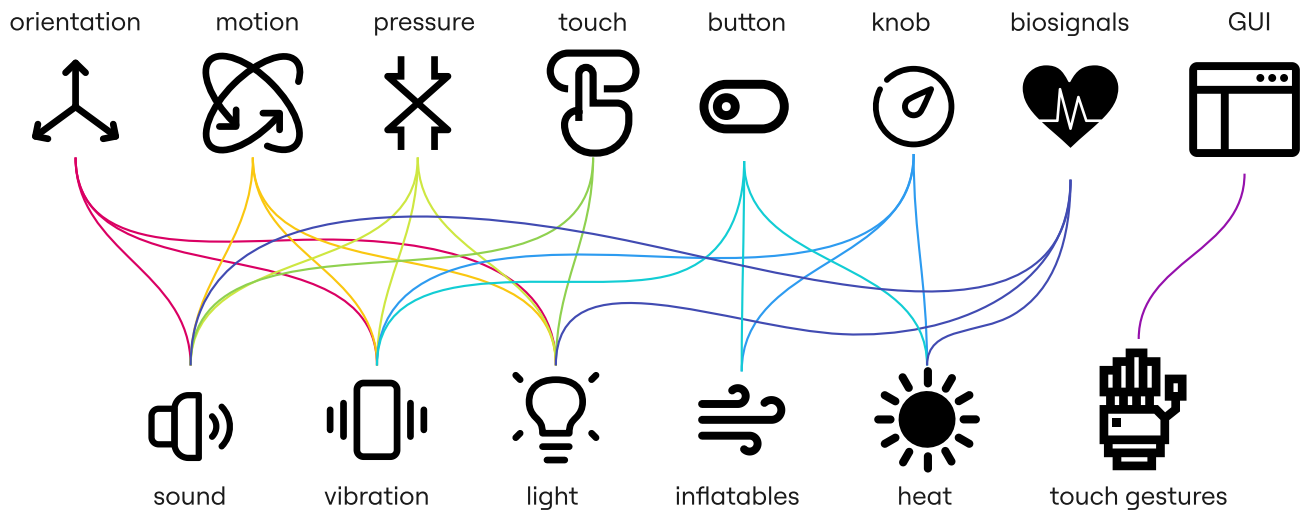 orientation motion pressure touch button knob biosignals GUI
sound vibration light inflatables heat touch gestures